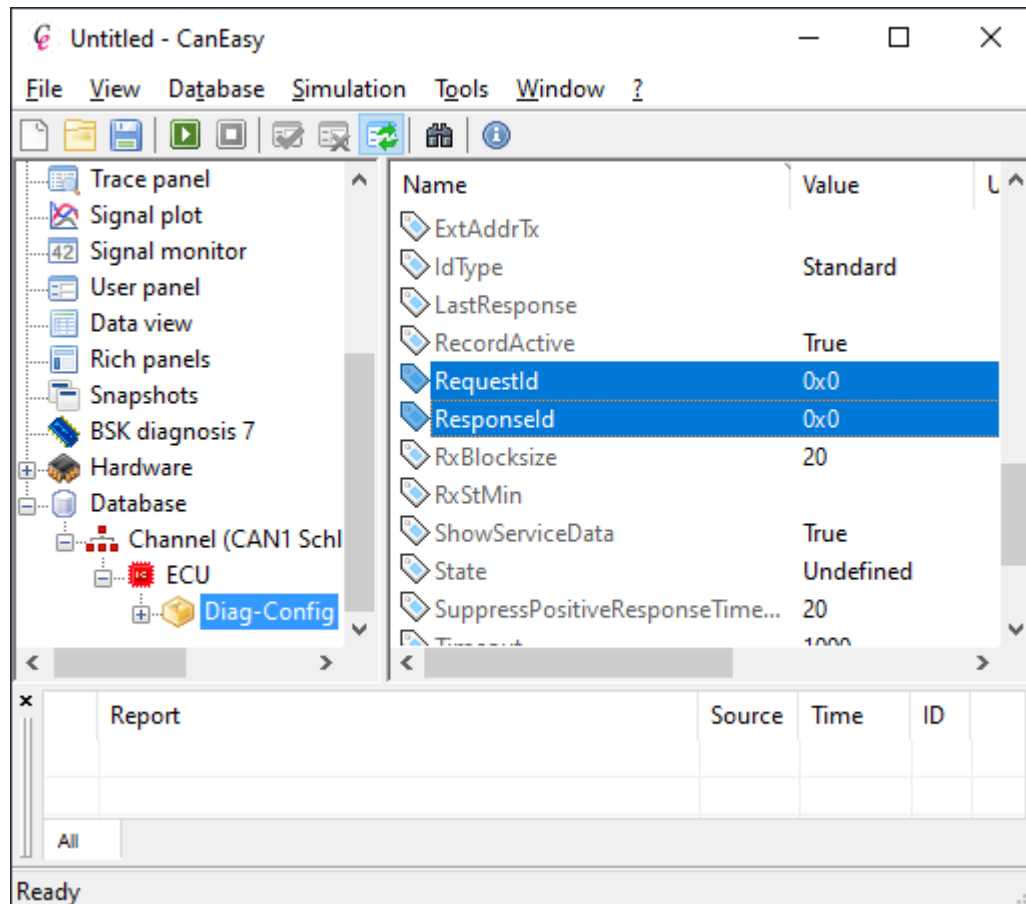 Untitled - CanEasy
File View Database Simulation Tools Window ?
Trace panel
Signal plot
42 Signal monitor
User panel
Data view
Rich panels
Snapshots
BSK diagnosis 7
Hardware
Database
Channel (CAN1 Schl
ECU
Diag-Config
Name Value U
ExtAddrTx
IdType Standard
LastResponse
RecordActive True
RequestId 0x0
ResponseId 0x0
RxBlocksize 20
RxStMin
ShowServiceData True
State Undefined
SuppressPositiveResponseTime... 20
Timeout 1000
Report Source Time ID
All
Ready